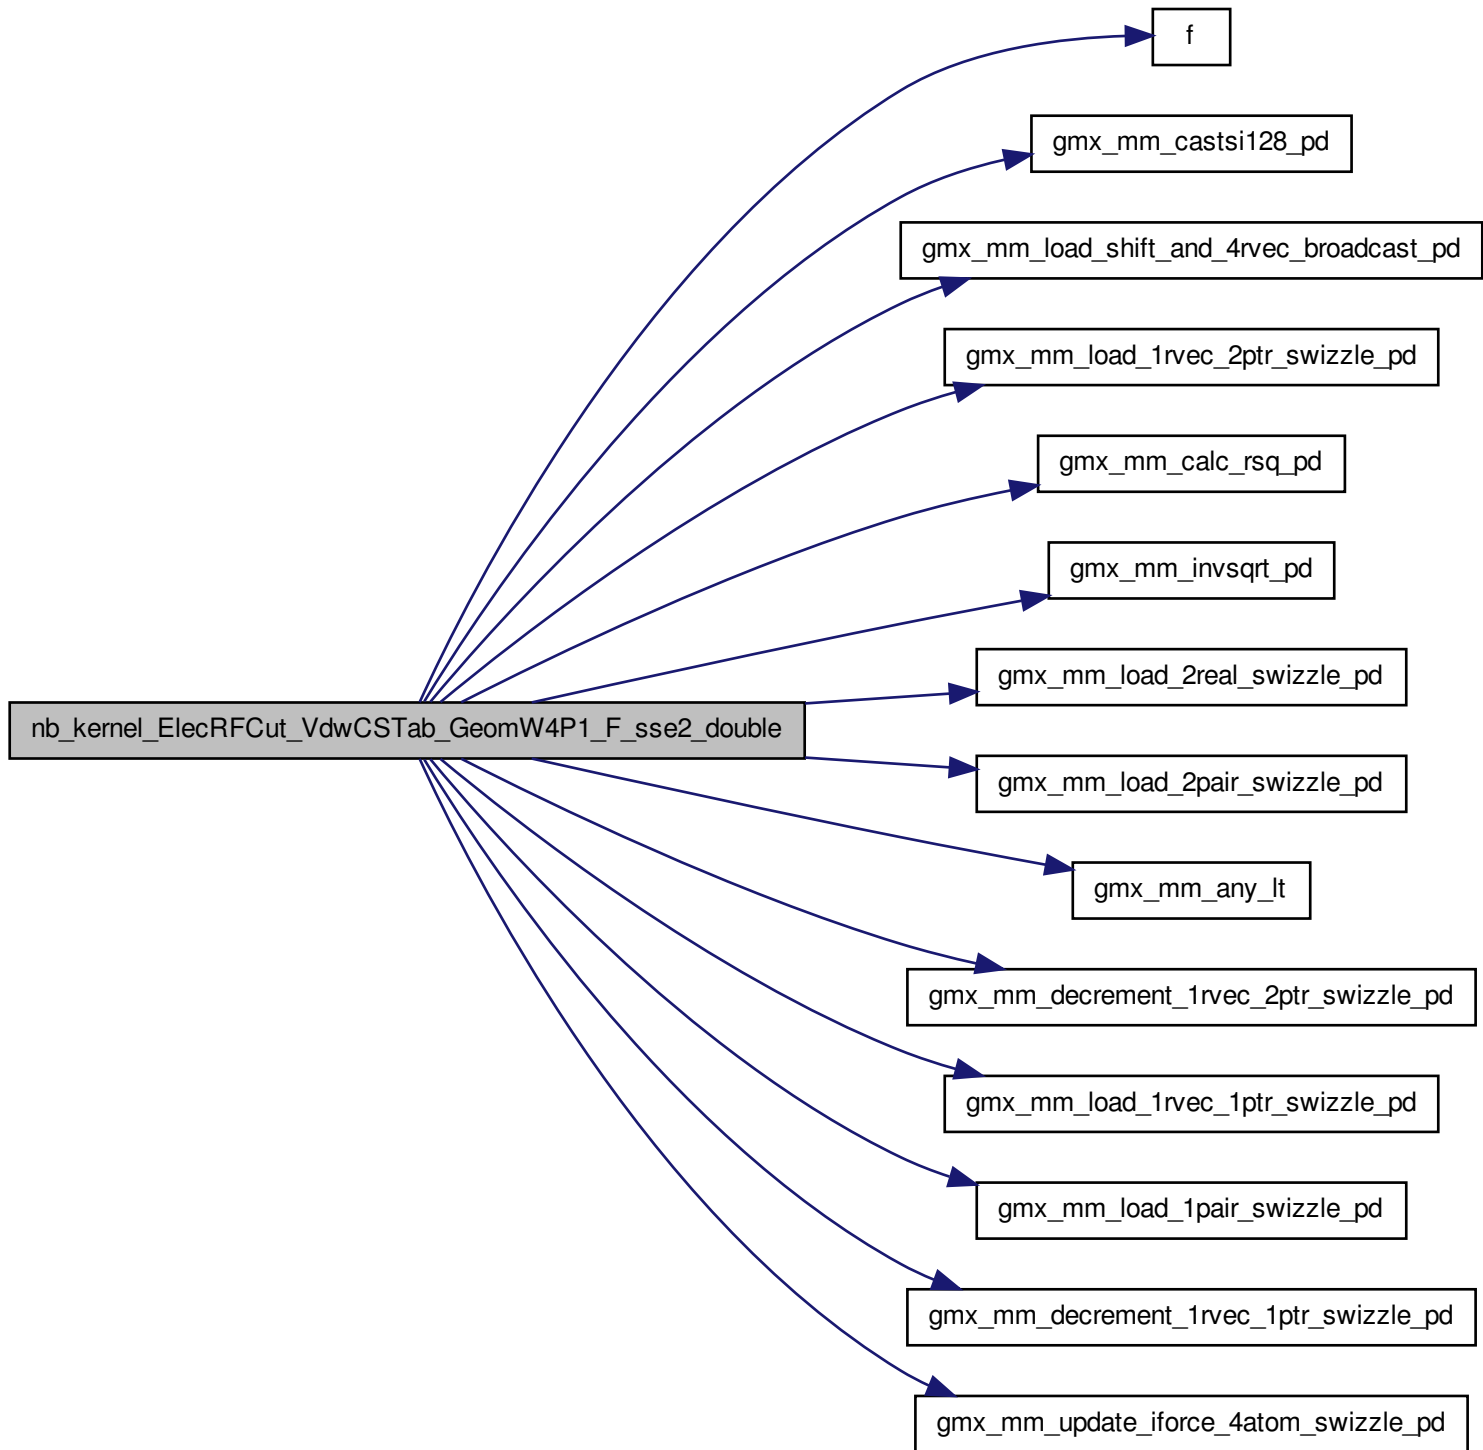 f
gmx_mm_castsi128_pd
gmx_mm_load_shift_and_4rvec_broadcast_pd
gmx_mm_load_1rvec_2ptr_swizzle_pd
gmx_mm_calc_rsq_pd
gmx_mm_invsqrt_pd
gmx_mm_load_2real_swizzle_pd
nb_kernel_ElecRFCut_VdwCSTab_GeomW4P1_F_sse2_double
gmx_mm_load_2pair_swizzle_pd
gmx_mm_any_lt
gmx_mm_decrement_1rvec_2ptr_swizzle_pd
gmx_mm_load_1rvec_1ptr_swizzle_pd
gmx_mm_load_1pair_swizzle_pd
gmx_mm_decrement_1rvec_1ptr_swizzle_pd
gmx_mm_update_iforce_4atom_swizzle_pd